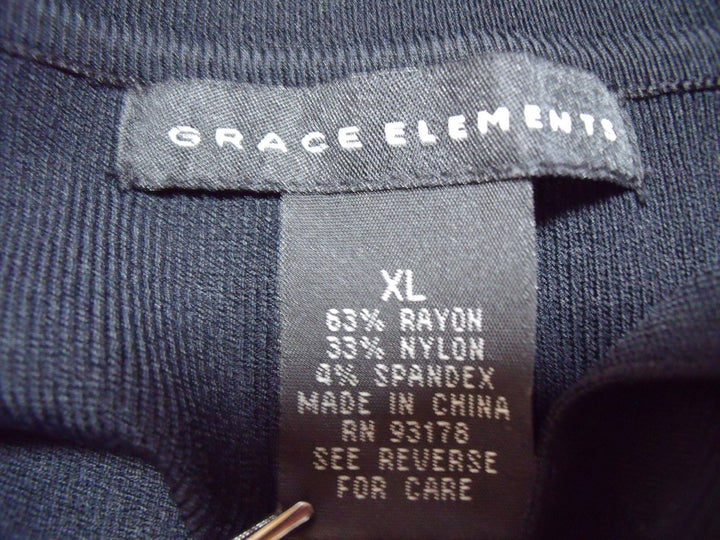 GRACE ELEMENTS
XL
63% RAYON
33% NYLON
4% SPANDEX
MADE IN CHINA
RN 93178
SEE REVERSE
FOR CARE